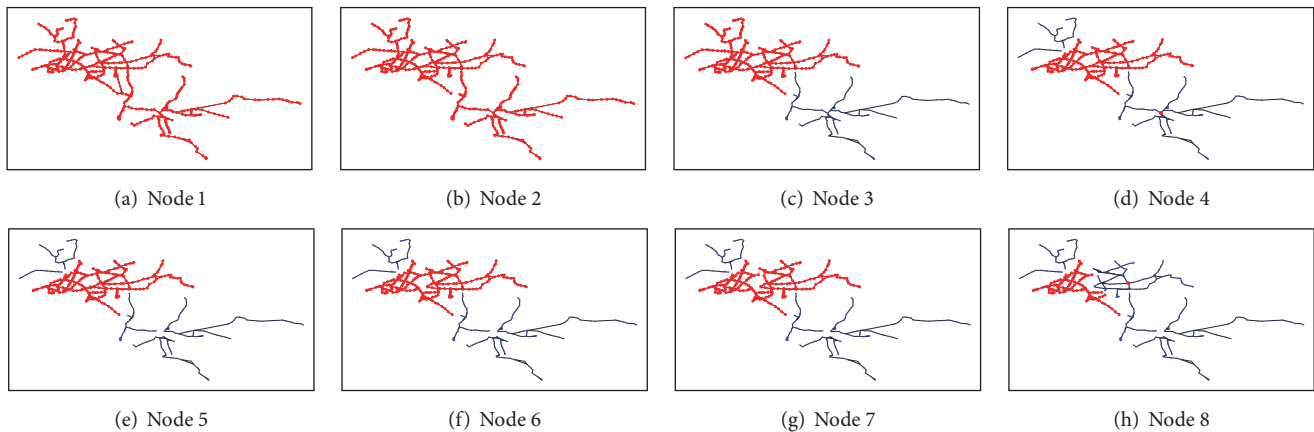 (a) Node 1
(b) Node 2
(c) Node 3
(d) Node 4
(e) Node 5
(f) Node 6
(g) Node 7
(h) Node 8